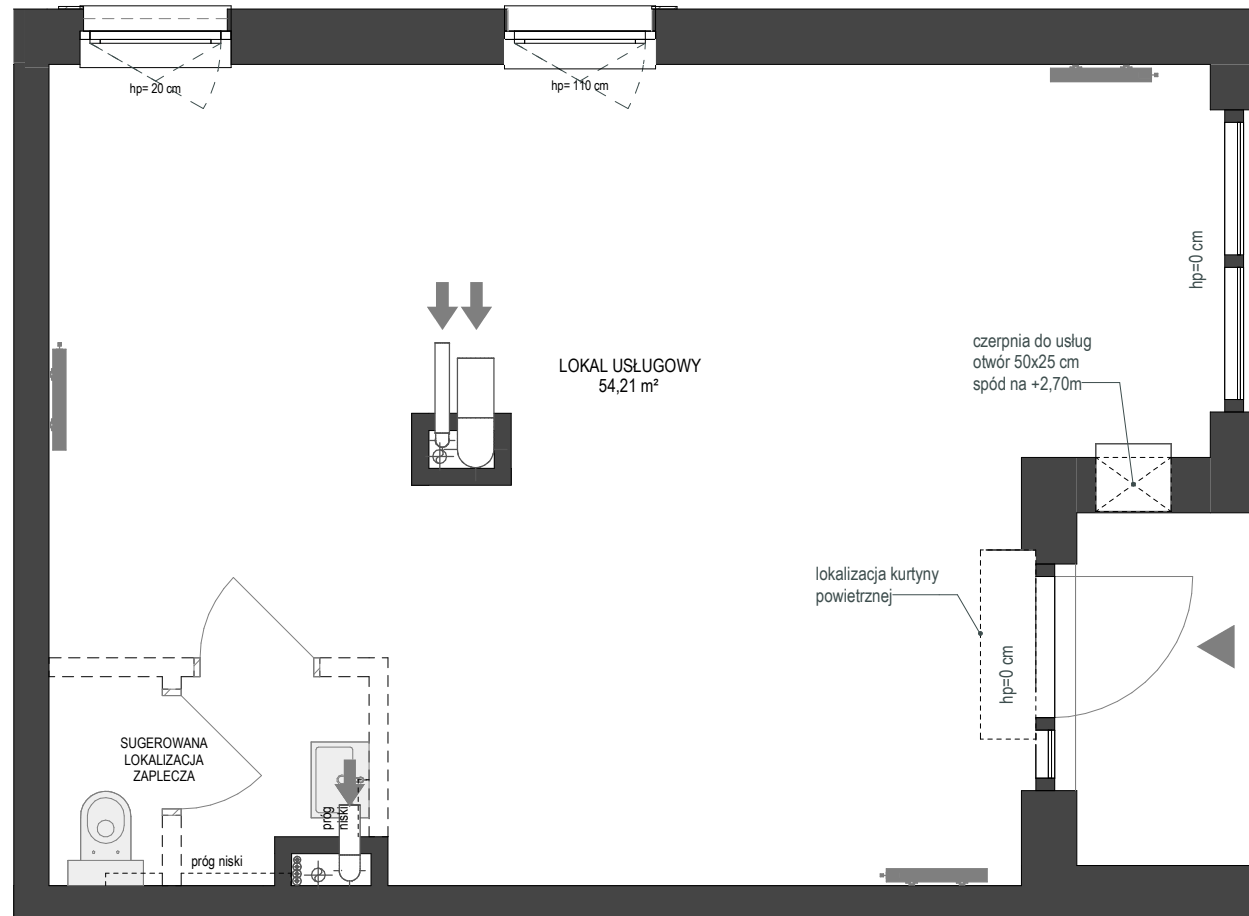 hp= 20 cm
hp= 110 cm
hp=0 cm
czerpnia do usług
otwór 50x25 cm
spód na +2,70m
LOKAL USŁUGOWY
54,21 m²
lokalizacja kurtyny
powietrznej
hp=0 cm
SUGEROWANA
LOKALIZACJA
ZAPLECZA
próg
niski
próg niski